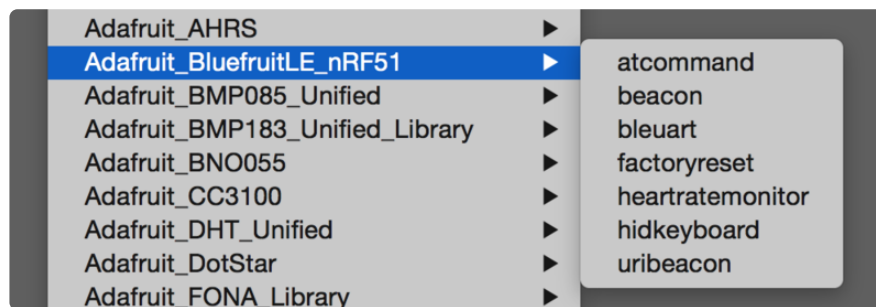 Adafruit_AHRS
Adafruit_BluefruitLE_nRF51
Adafruit_BMP085_Unified
Adafruit_BMP183_Unified_Library
Adafruit_BNO055
Adafruit_CC3100
Adafruit_DHT_Unified
Adafruit_DotStar
Adafruit_FONA_Library
atcommand
beacon
bleuart
factoryreset
heartratemonitor
hidkeyboard
uribeacon